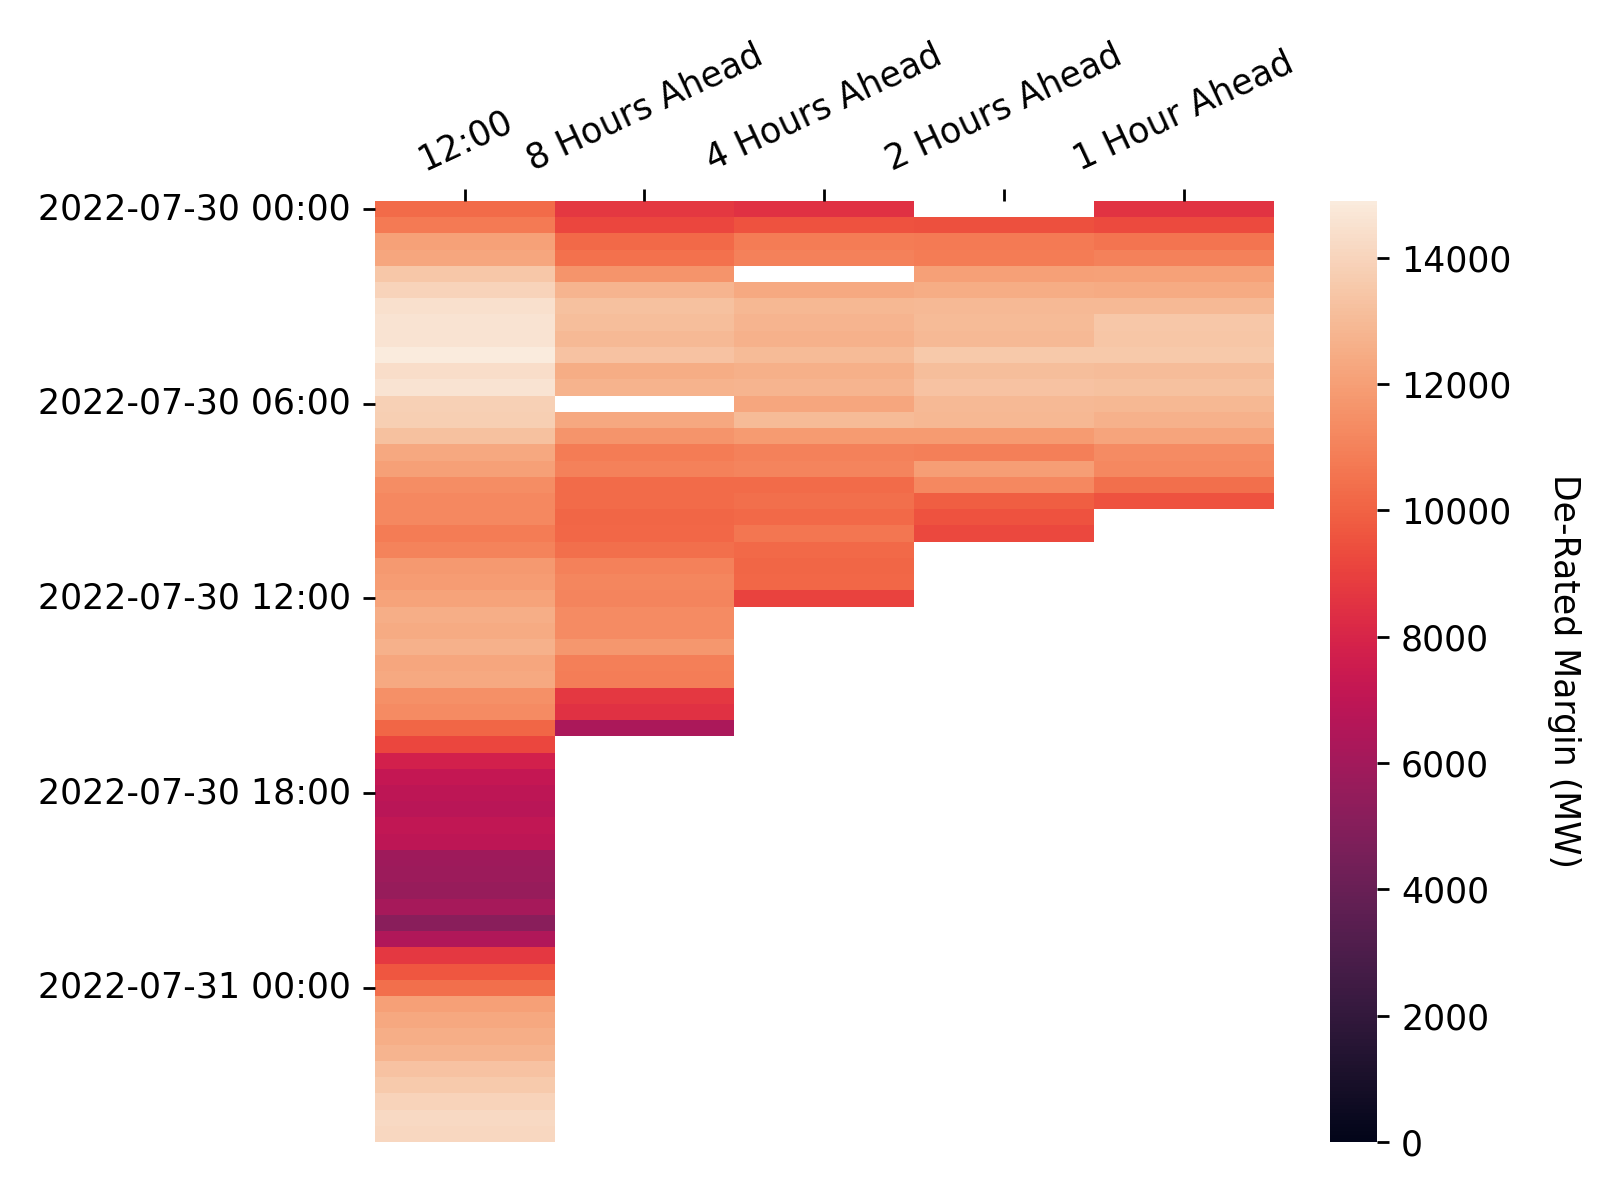 12:00
8 Hours Ahead
4 Hours Ahead
2 Hours Ahead
1 Hour Ahead
2022-07-30 00:00
2022-07-30 06:00
2022-07-30 12:00
2022-07-30 18:00
2022-07-31 00:00
14000
12000
10000
8000
6000
4000
2000
0
De-Rated Margin (MW)